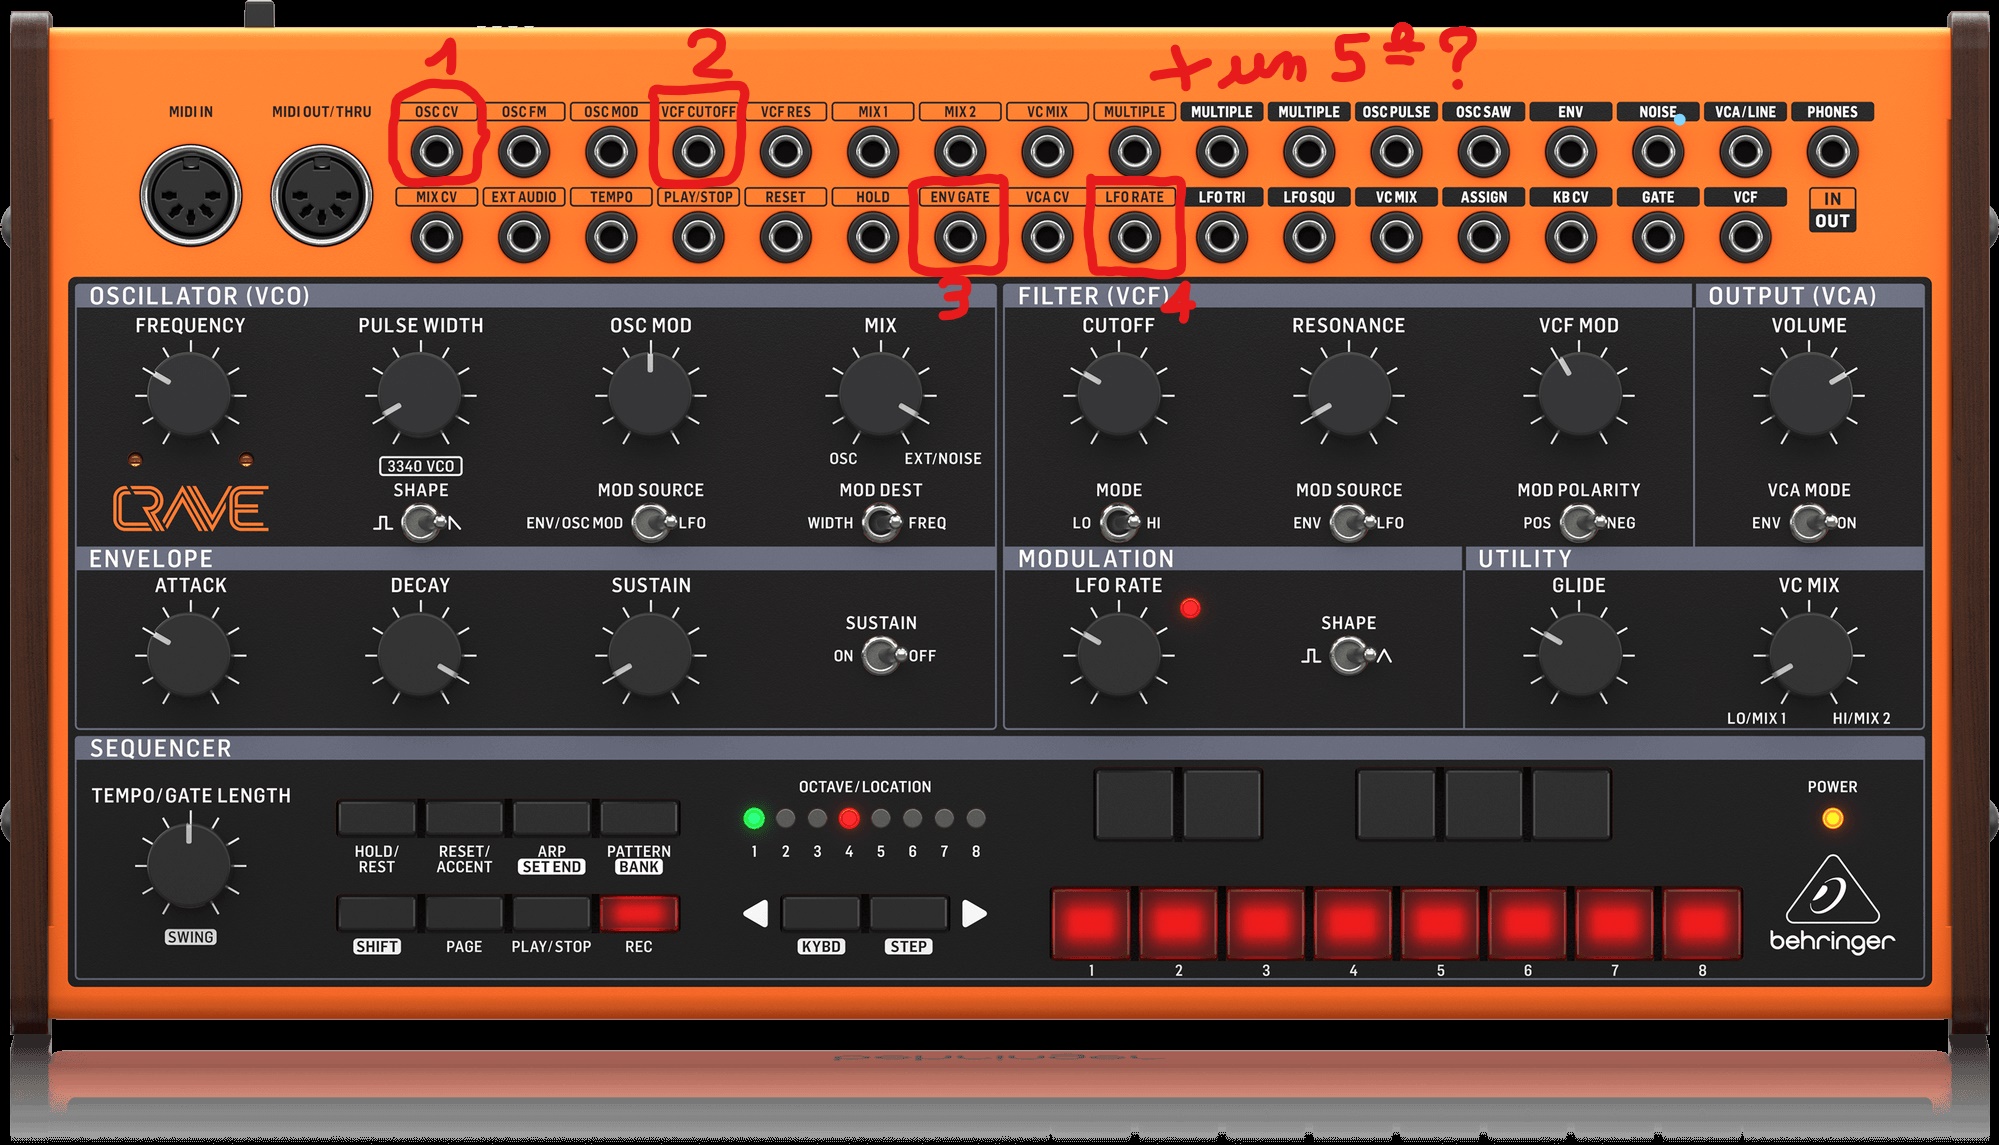 1 2 + un 5º ?
MIDI IN MIDI OUT/THRU OSC CV OSC FM OSC MOD VCF CUTOFF VCF RES MIX 1 MIX 2 VC MIX MULTIPLE MULTIPLE MULTIPLE OSC PULSE OSC SAW ENV NOISE VCA/LINE PHONES
MIX CV EXT AUDIO TEMPO PLAY/STOP RESET HOLD ENV GATE VCA CV LFO RATE LFO TRI LFO SQU VC MIX ASSIGN KB CV GATE VCF IN
OUT
3 4
OSCILLATOR (VCO) FILTER (VCF) OUTPUT (VCA)
FREQUENCY PULSE WIDTH OSC MOD MIX CUTOFF RESONANCE VCF MOD VOLUME
OSC EXT/NOISE
3340 VCO
CRAVE SHAPE MOD SOURCE MOD DEST MODE MOD SOURCE MOD POLARITY VCA MODE
ENV/OSC MOD LFO WIDTH FREQ LO HI ENV LFO POS NEG ENV ON
ENVELOPE MODULATION UTILITY
ATTACK DECAY SUSTAIN LFO RATE GLIDE VC MIX
SUSTAIN SHAPE
ON OFF
LO/MIX 1 HI/MIX 2
SEQUENCER
TEMPO/GATE LENGTH OCTAVE/LOCATION POWER
1 2 3 4 5 6 7 8
HOLD/ RESET/ ARP PATTERN
REST ACCENT SET END BANK
SWING
SHIFT PAGE PLAY/STOP REC KYBD STEP
behringer
1 2 3 4 5 6 7 8